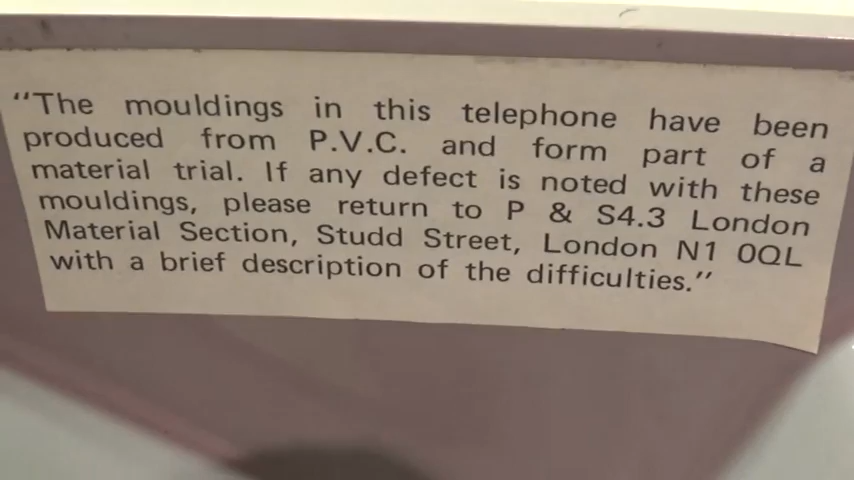 “The mouldings in this telephone have been
produced from P.V.C. and form part of a
material trial. If any defect is noted with these
mouldings, please return to P & S4.3 London
Material Section, Studd Street, London N1 0QL
with a brief description of the difficulties.”